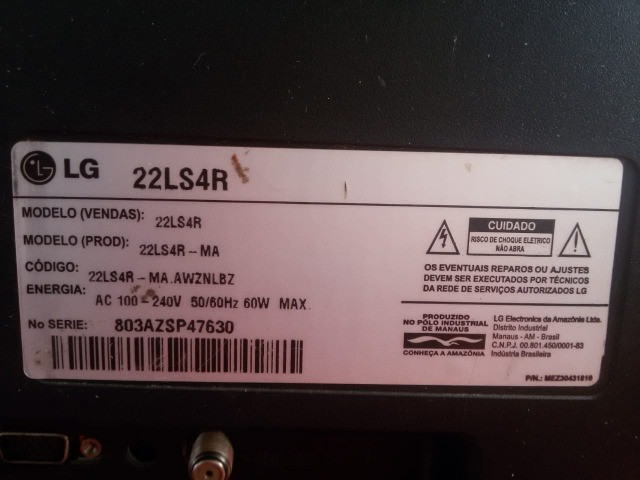 LG 22LS4R
MODELO (VENDAS): 22LS4R
MODELO (PROD): 22LS4R-MA
CÓDIGO: 22LS4R-MA.AWZNLBZ
ENERGIA: AC 100-240V 50/60Hz 60W MAX.
No SERIE: 803AZSP47630
CUIDADO
RISCO DE CHOQUE ELETRICO
NÃO ABRA
OS EVENTUAIS REPAROS OU AJUSTES
DEVEM SER EXECUTADOS POR TÉCNICOS
DA REDE DE SERVIÇOS AUTORIZADOS LG
PRODUZIDO
NO PÓLO INDUSTRIAL
DE MANAUS
CONHEÇA A AMAZÔNIA
LG Electronics da Amazônia Ltda.
Distrito Industrial
Manaus - AM - Brasil
C.N.P.J. 00.801.450/0001-83
Indústria Brasileira
P/N.: MEZ30431818